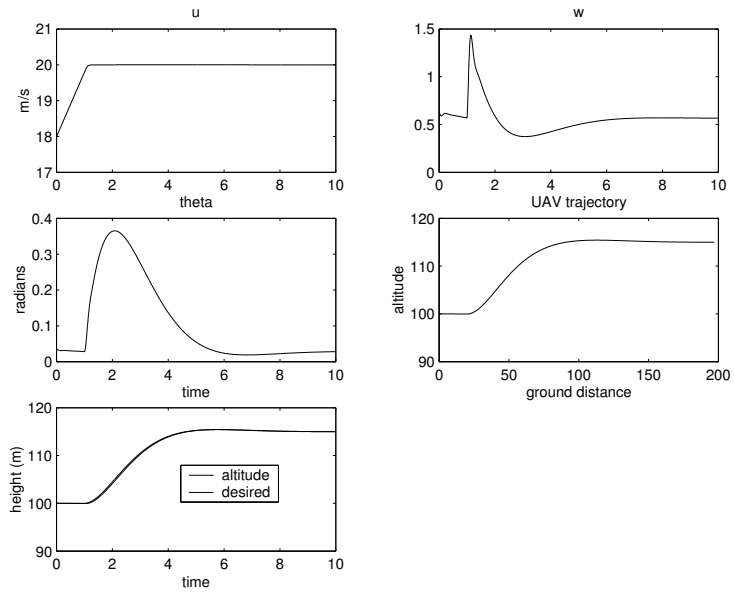 u
21
20
19
18
17
m/s
0 2 4 6 8 10
w
1.5
1
0.5
0
0 2 4 6 8 10
theta
0.4
0.3
0.2
0.1
0
radians
0 2 4 6 8 10
time
UAV trajectory
120
110
100
90
altitude
0 50 100 150 200
ground distance
120
110
100
90
height (m)
altitude
desired
0 2 4 6 8 10
time